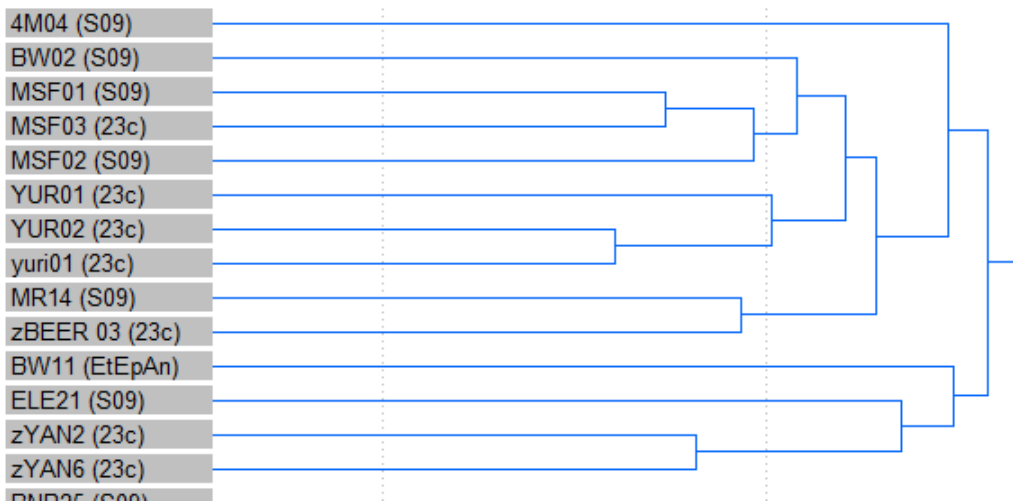 4M04 (S09)
BW02 (S09)
MSF01 (S09)
MSF03 (23c)
MSF02 (S09)
YUR01 (23c)
YUR02 (23c)
yuri01 (23c)
MR14 (S09)
zBEER 03 (23c)
BW11 (EtEpAn)
ELE21 (S09)
zYAN2 (23c)
zYAN6 (23c)